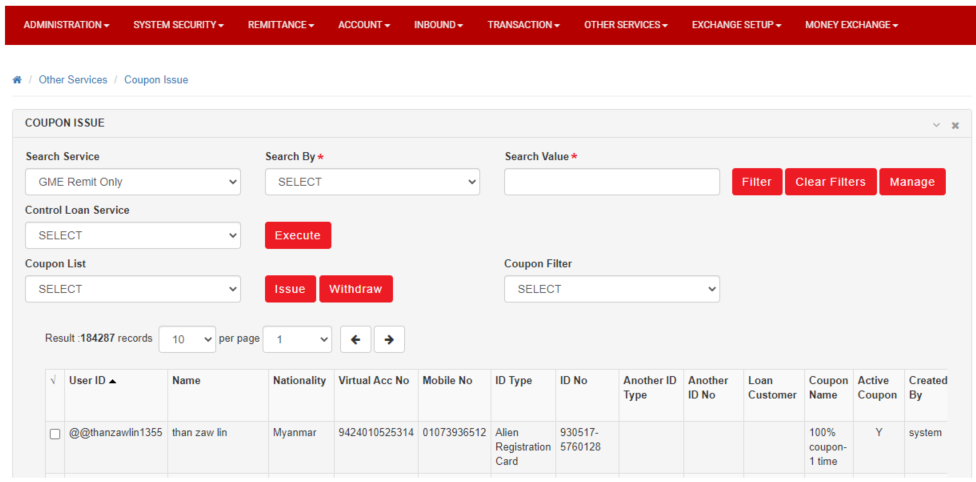 ADMINISTRATION SYSTEM SECURITY REMITTANCE ACCOUNT INBOUND TRANSACTION OTHER SERVICES EXCHANGE SETUP MONEY EXCHANGE
/ Other Services / Coupon Issue
COUPON ISSUE
Search Service Search By * Search Value *
GME Remit Only SELECT Filter Clear Filters Manage
Control Loan Service
SELECT Execute
Coupon List Coupon Filter
SELECT Issue Withdraw SELECT
Result :184287 records 10 per page 1
√ User ID Name Nationality Virtual Acc No Mobile No ID Type ID No Another ID Another Loan Coupon Active Created
Type ID No Customer Name Coupon By
@@thanzawlin1355 than zaw lin Myanmar 9424010525314 01073936512 Alien 930517- 100% Y system
Registration 5760128 coupon-
Card 1 time